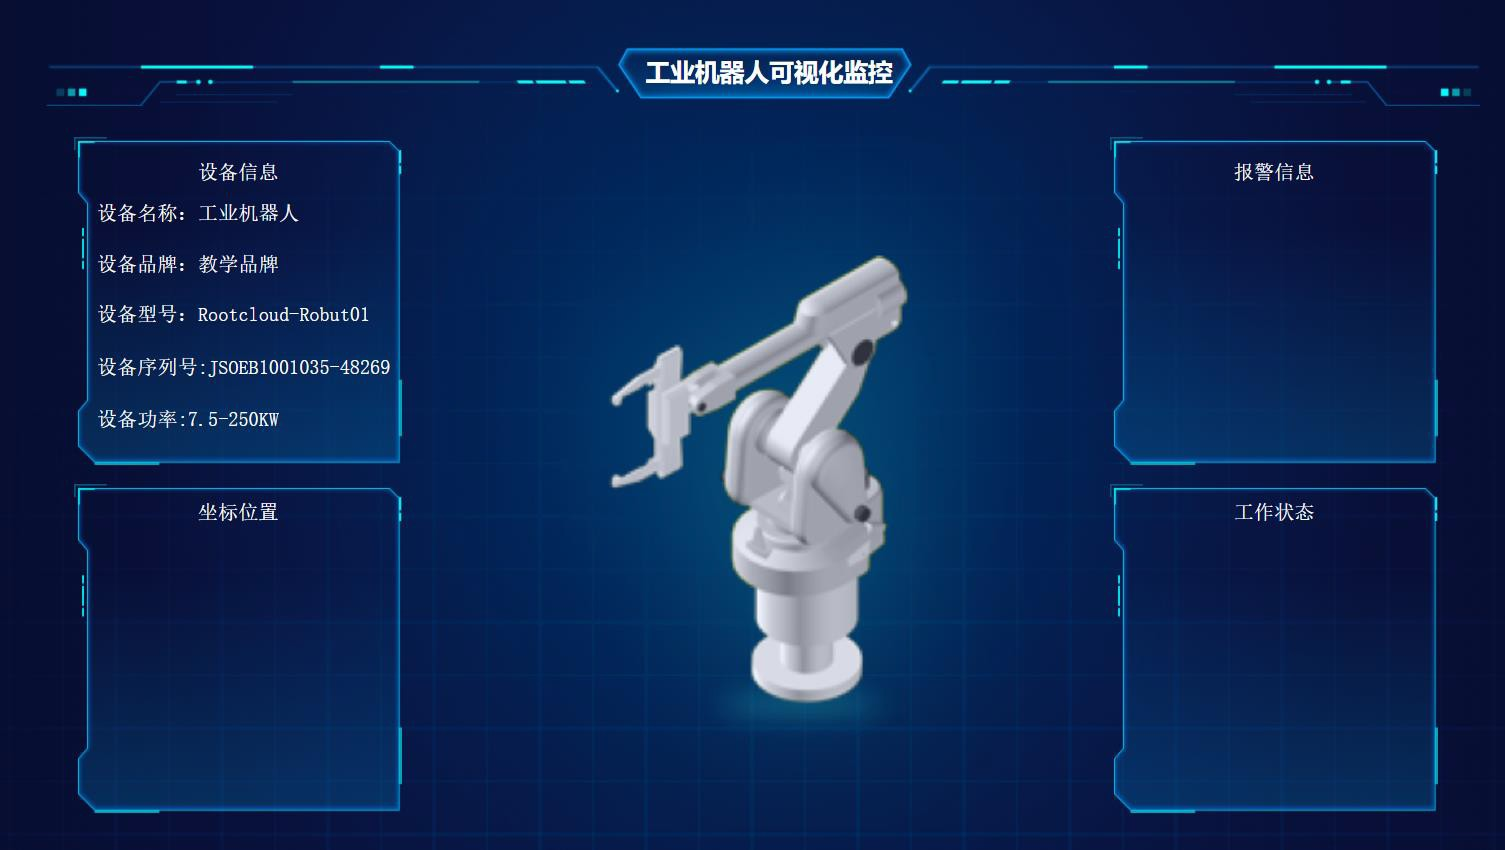 工业机器人可视化监控
设备信息
设备名称：工业机器人
设备品牌：教学品牌
设备型号：Rootcloud-Robut01
设备序列号:JSOEB1001035-48269
设备功率:7.5-250KW
坐标位置
报警信息
工作状态